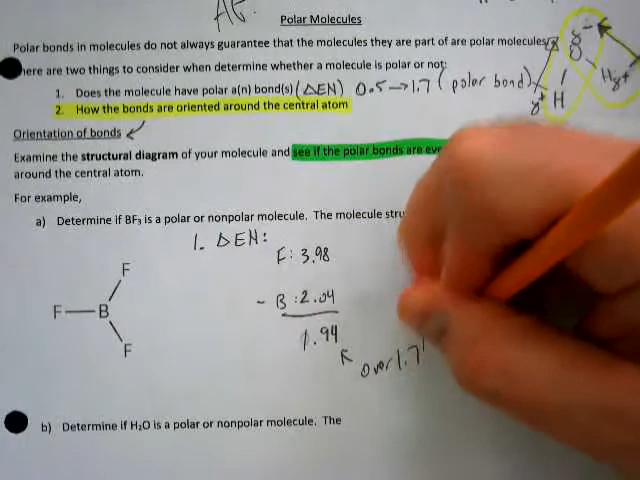 AG.
Polar Molecules
Polar bonds in molecules do not always guarantee that the molecules they are part of are polar molecules.
here are two things to consider when determine whether a molecule is polar or not:
1. Does the molecule have polar a(n) bond(s) (ΔEN) 0.5→1.7 (polar bond)
2. How the bonds are oriented around the central atom
H δ+
δ+ H
Orientation of bonds
Examine the structural diagram of your molecule and see if the polar bonds are eve
around the central atom.
For example,
a) Determine if BF₃ is a polar or nonpolar molecule. The molecule stru
1. ΔEN:
F: 3.98
- B: 2.04
1.94
over 1.7
F
F—B
F
b) Determine if H₂O is a polar or nonpolar molecule. The